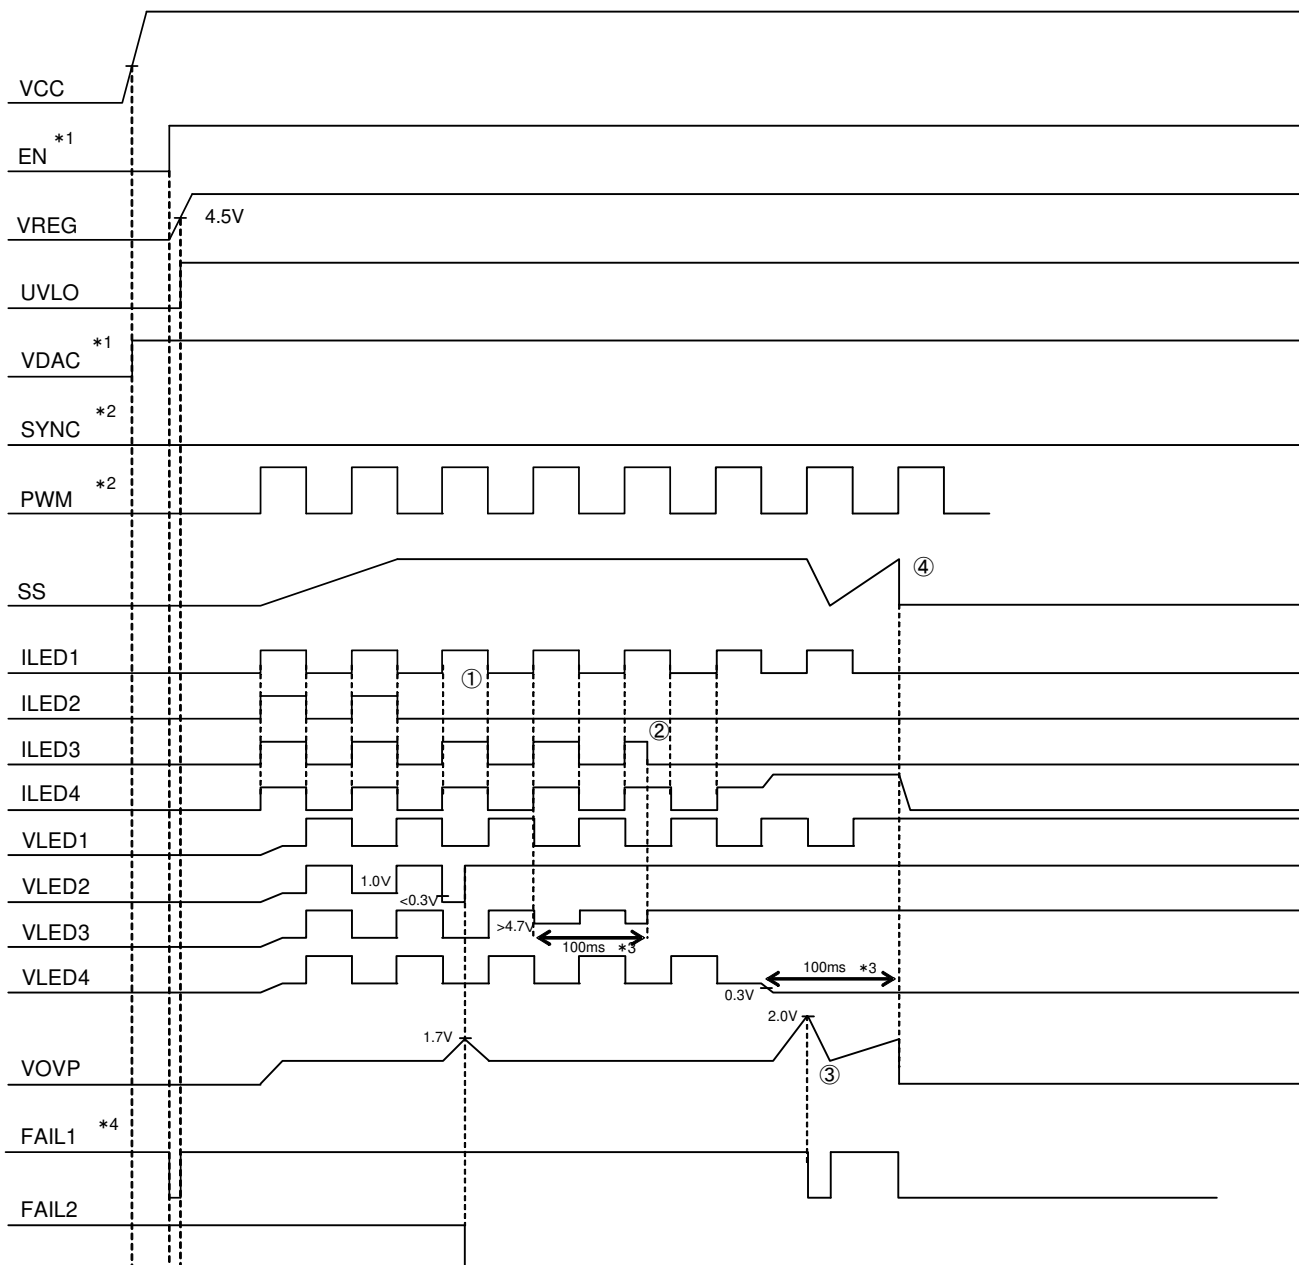 VCC
EN *1
VREG 4.5V
UVLO
VDAC *1
SYNC *2
PWM *2
SS ④
ILED1
①
ILED2
②
ILED3
ILED4
VLED1
VLED2 1.0V <0.3V
VLED3 >4.7V
100ms *3
VLED4 100ms *3
0.3V
2.0V
1.7V
VOVP ③
FAIL1 *4
FAIL2